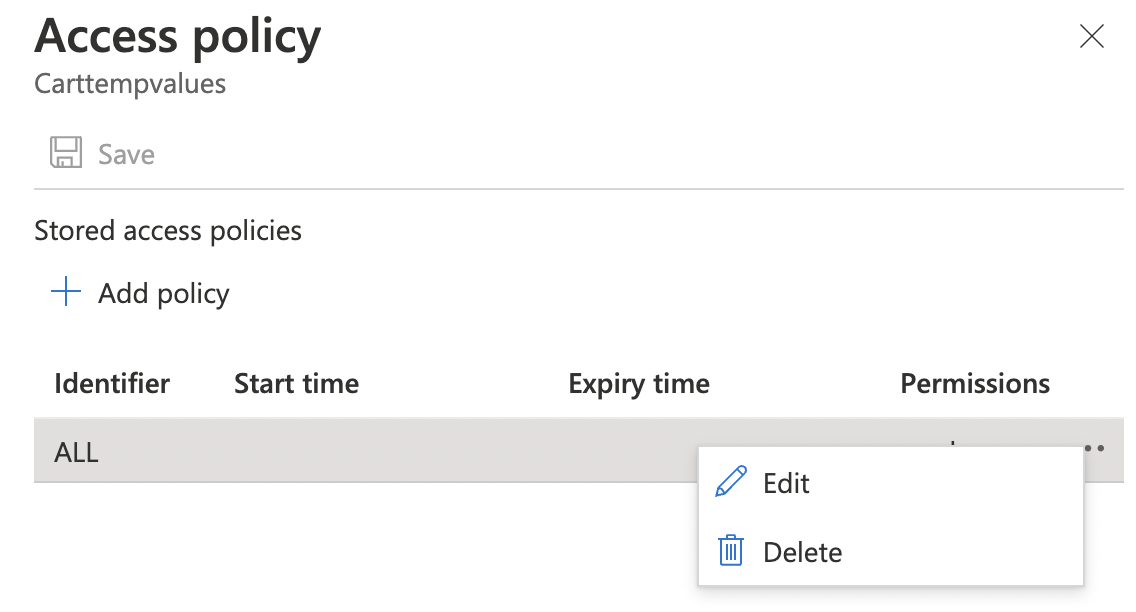 Access policy
Carttempvalues
Save
Stored access policies
Add policy
Identifier Start time Expiry time Permissions
ALL
Edit
Delete